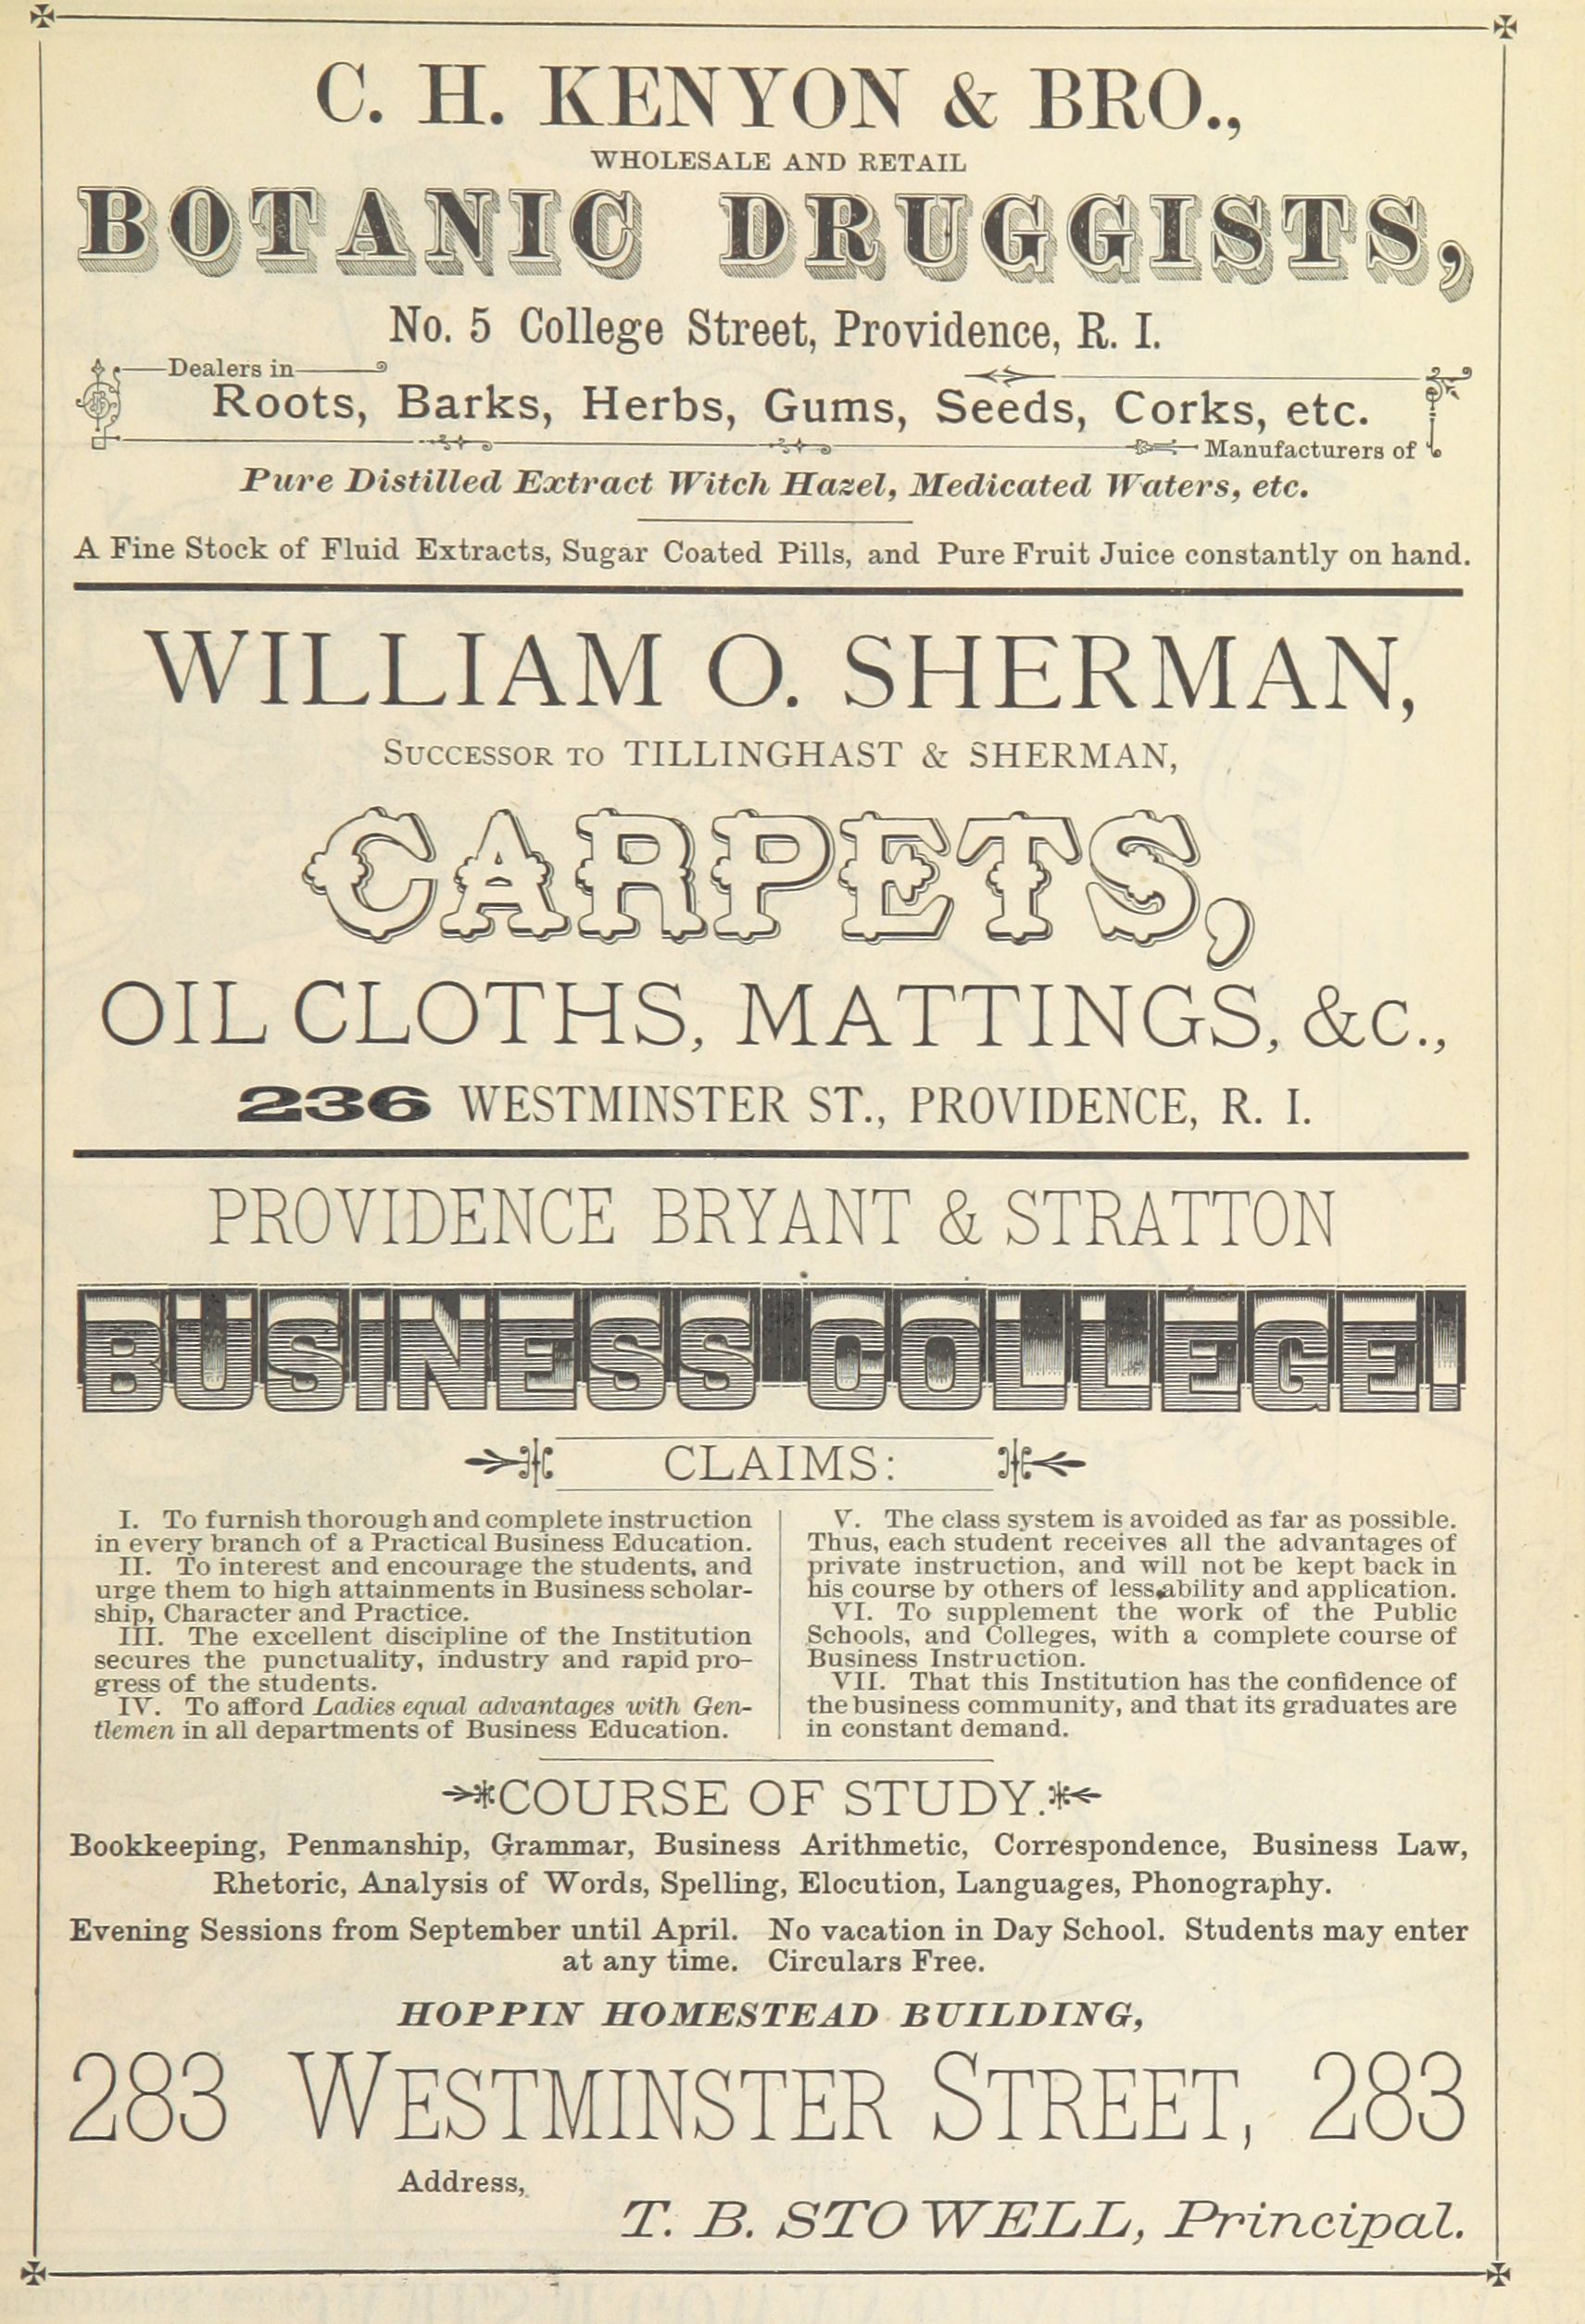 C. H. KENYON & BRO.,
WHOLESALE AND RETAIL
BOTANIC DRUGGISTS,
No. 5 College Street, Providence, R. I.
Dealers in
Roots, Barks, Herbs, Gums, Seeds, Corks, etc.
Manufacturers of
Pure Distilled Extract Witch Hazel, Medicated Waters, etc.
A Fine Stock of Fluid Extracts, Sugar Coated Pills, and Pure Fruit Juice constantly on hand.
WILLIAM O. SHERMAN,
SUCCESSOR TO TILLINGHAST & SHERMAN,
CARPETS,
OIL CLOTHS, MATTINGS, &C.,
236 WESTMINSTER ST., PROVIDENCE, R. I.
PROVIDENCE BRYANT & STRATTON
BUSINESS COLLEGE!
CLAIMS:
I. To furnish thorough and complete instruction
in every branch of a Practical Business Education.
II. To interest and encourage the students, and
urge them to high attainments in Business scholar-
ship, Character and Practice.
III. The excellent discipline of the Institution
secures the punctuality, industry and rapid pro-
gress of the students.
IV. To afford Ladies equal advantages with Gen-
tlemen in all departments of Business Education.
V. The class system is avoided as far as possible.
Thus, each student receives all the advantages of
private instruction, and will not be kept back in
his course by others of less ability and application.
VI. To supplement the work of the Public
Schools, and Colleges, with a complete course of
Business Instruction.
VII. That this Institution has the confidence of
the business community, and that its graduates are
in constant demand.
COURSE OF STUDY.
Bookkeeping, Penmanship, Grammar, Business Arithmetic, Correspondence, Business Law,
Rhetoric, Analysis of Words, Spelling, Elocution, Languages, Phonography.
Evening Sessions from September until April. No vacation in Day School. Students may enter
at any time. Circulars Free.
HOPPIN HOMESTEAD BUILDING,
283 WESTMINSTER STREET, 283
Address,
T. B. STOWELL, Principal.